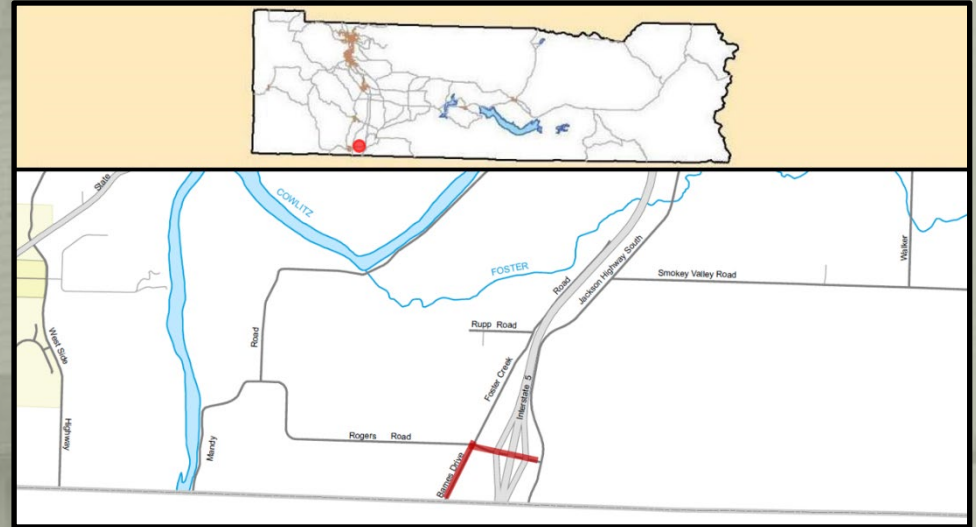 State
COWLITZ
FOSTER
Road
Jackson Highway South
Smokey Valley Road
Walker
Rupp Road
Road
West Side
Highway
Foster Creek
Interstate 5
Mandy
Rogers Road
Barnes Drive